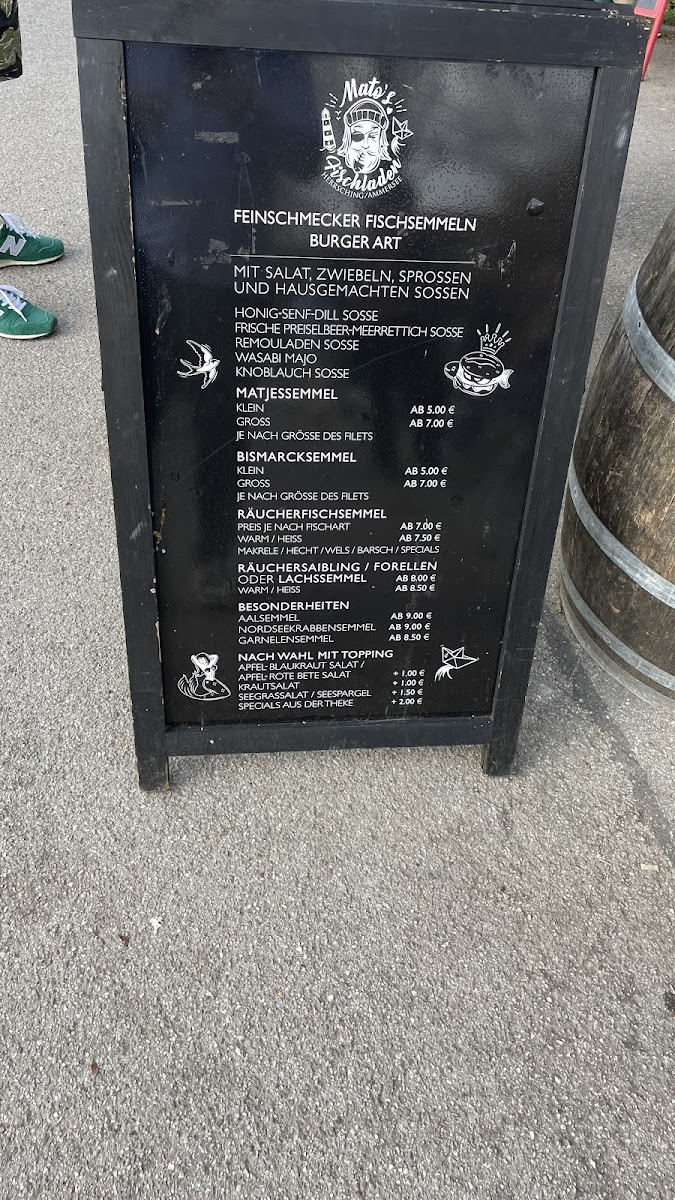 Mato's
Fischladen
HERRSCHING/AMMERSEE
FEINSCHMECKER FISCHSEMMELN
BURGER ART
MIT SALAT, ZWIEBELN, SPROSSEN
UND HAUSGEMACHTEN SOSSEN
HONIG-SENF-DILL SOSSE
FRISCHE PREISELBEER-MEERRETTICH SOSSE
REMOULADEN SOSSE
WASABI MAJO
KNOBLAUCH SOSSE
MATJESSEMMEL
KLEIN AB 5.00 €
GROSS AB 7.00 €
JE NACH GRÖSSE DES FILETS
BISMARCKSEMMEL
KLEIN AB 5.00 €
GROSS AB 7.00 €
JE NACH GRÖSSE DES FILETS
RÄUCHERFISCHSEMMEL
PREIS JE NACH FISCHART AB 7.00 €
WARM / HEISS AB 7.50 €
MAKRELE / HECHT / WELS / BARSCH / SPECIALS
RÄUCHERSAIBLING / FORELLEN
ODER LACHSSEMMEL AB 8.00 €
WARM / HEISS AB 8.50 €
BESONDERHEITEN
AALSEMMEL AB 9.00 €
NORDSEEKRABBENSEMMEL AB 9.00 €
GARNELENSEMMEL AB 8.50 €
NACH WAHL MIT TOPPING
APFEL-BLAUKRAUT SALAT /
APFEL-ROTE BETE SALAT + 1.00 €
KRAUTSALAT + 1.00 €
SEEGRASSALAT / SEESPARGEL + 1.50 €
SPECIALS AUS DER THEKE + 2.00 €
N